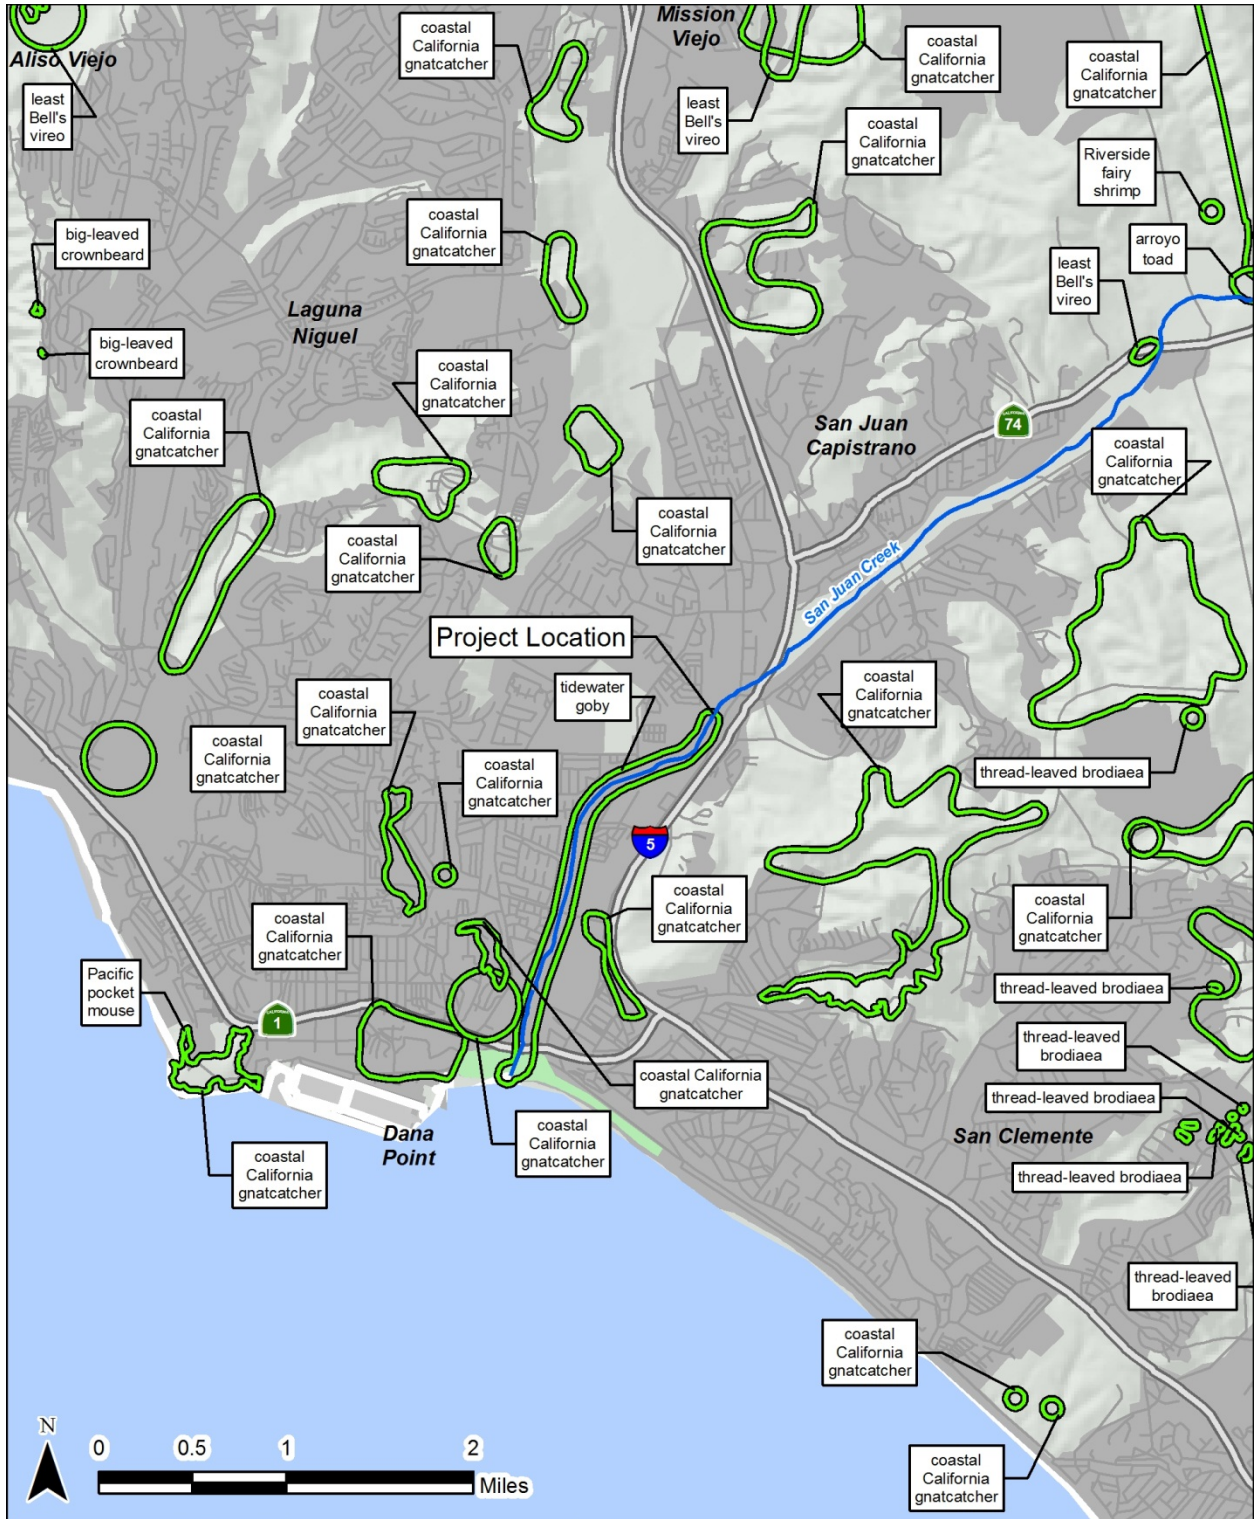 Mission
Viejo
coastal
California
gnatcatcher
coastal
California
gnatcatcher
Aliso Viejo
coastal
California
gnatcatcher
least
Bell's
vireo
least
Bell's
vireo
coastal
California
gnatcatcher
Riverside
fairy
shrimp
coastal
California
gnatcatcher
big-leaved
crownbeard
arroyo
toad
least
Bell's
vireo
Laguna
Niguel
big-leaved
crownbeard
coastal
California
gnatcatcher
coastal
California
gnatcatcher
San Juan
Capistrano
CALIFORNIA
74
coastal
California
gnatcatcher
coastal
California
gnatcatcher
coastal
California
gnatcatcher
San Juan Creek
Project Location
tidewater
goby
coastal
California
gnatcatcher
coastal
California
gnatcatcher
coastal
California
gnatcatcher
coastal
California
gnatcatcher
thread-leaved brodiaea
5
coastal
California
gnatcatcher
coastal
California
gnatcatcher
coastal
California
gnatcatcher
Pacific
pocket
mouse
thread-leaved brodiaea
CALIFORNIA
1
thread-leaved
brodiaea
coastal California
gnatcatcher
thread-leaved brodiaea
Dana
Point
coastal
California
gnatcatcher
San Clemente
coastal
California
gnatcatcher
thread-leaved brodiaea
thread-leaved
brodiaea
coastal
California
gnatcatcher
coastal
California
gnatcatcher
N
0 0.5 1 2
Miles